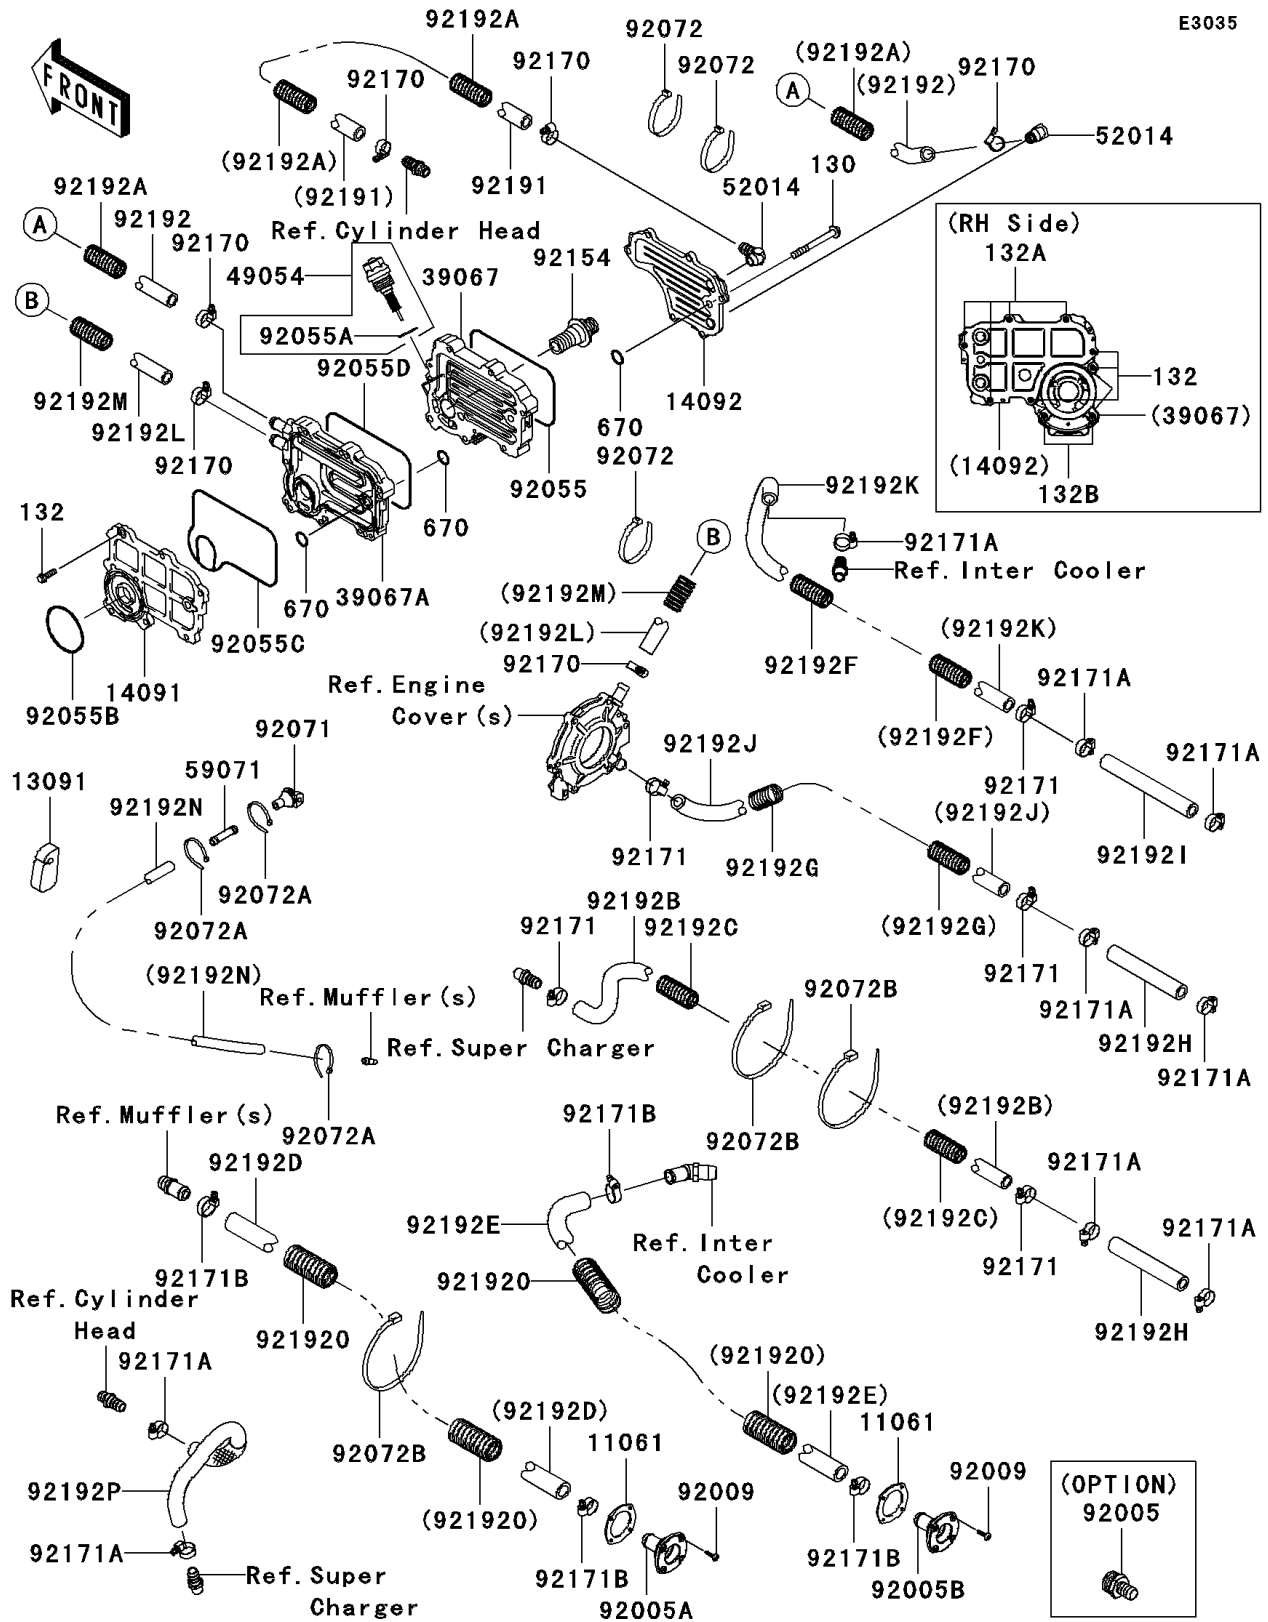 E3035
FRONT
92192A
92072
(92192A)
92170
92072
(92192)
92170
92170
A
52014
(92192A)
(92191)
92191
52014
130
92192A
92192
Ref.Cylinder Head
(RH Side)
A
92170
49054
39067
92154
132A
B
92055A
92055D
132
92192M
14092
(39067)
92192L
670
92170
92072
92055
(14092)
132B
92192K
132
670
B
92171A
Ref.Inter Cooler
670
39067A
(92192M)
92055C
(92192L)
(92192K)
92170
92192F
92171A
14091
Ref.Engine
Cover(s)
92055B
92071
92192J
(92192F)
92171A
13091
59071
92171
92192N
(92192J)
92171
92192G
92192I
92072A
92192B
92072A
92171
92192C
(92192G)
92171
(92192N)
Ref.Muffler(s)
92072B
92171A
Ref.Super Charger
92192H
92171A
Ref.Muffler(s)
92072A
92171B
92072B
(92192B)
92192D
92171A
92192E
(92192C)
92171A
Ref.Inter
Cooler
92171
92171B
921920
Ref.Cylinder
Head
921920
92192H
92171A
(921920)
(92192E)
(92192D)
11061
92072B
11061
92009
92009
(OPTION)
92005
92192P
(921920)
92171A
92171B
92171B
Ref.Super
Charger
92005A
92005B